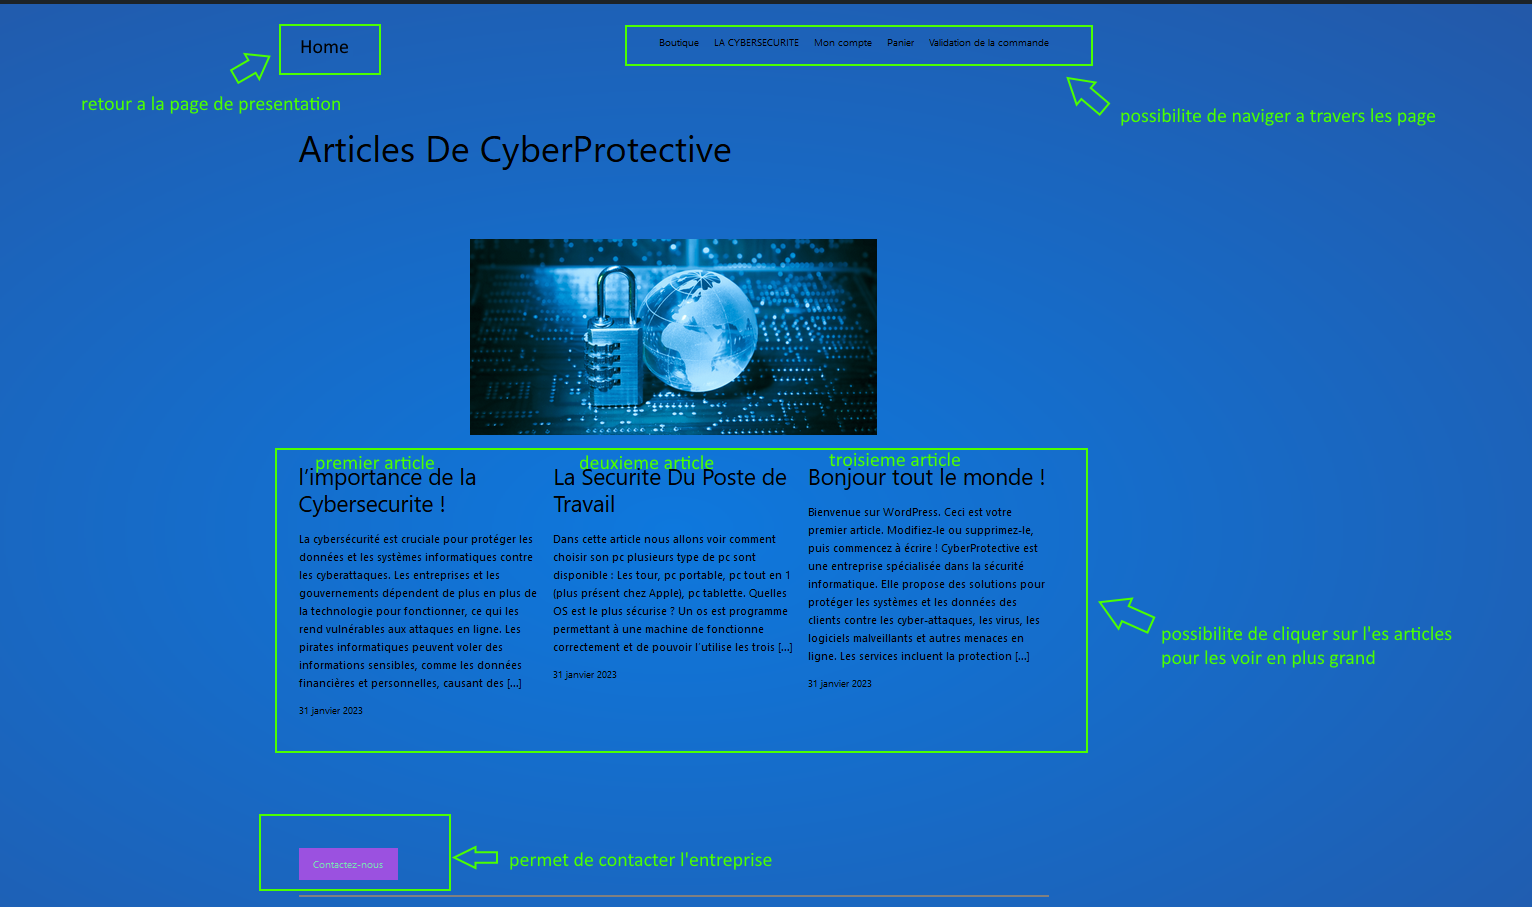 Home
Boutique LA CYBERSECURITE Mon compte Panier Validation de la commande
retour a la page de presentation
possibilite de naviger a travers les page
Articles De CyberProtective
premier article
l'importance de la
Cybersecurite !
La cybersécurité est cruciale pour protéger les
données et les systèmes informatiques contre
les cyberattaques. Les entreprises et les
gouvernements dépendent de plus en plus de
la technologie pour fonctionner, ce qui les
rend vulnérables aux attaques en ligne. Les
pirates informatiques peuvent voler des
informations sensibles, comme les données
financières et personnelles, causant des [...]
31 janvier 2023
deuxieme article
La Securite Du Poste de
Travail
Dans cette article nous allons voir comment
choisir son pc plusieurs type de pc sont
disponible : Les tour, pc portable, pc tout en 1
(plus présent chez Apple), pc tablette. Quelles
OS est le plus sécurise ? Un os est programme
permettant à une machine de fonctionne
correctement et de pouvoir l'utilise les trois [...]
31 janvier 2023
troisieme article
Bonjour tout le monde !
Bienvenue sur WordPress. Ceci est votre
premier article. Modifiez-le ou supprimez-le,
puis commencez à écrire ! CyberProtective est
une entreprise spécialisée dans la sécurité
informatique. Elle propose des solutions pour
protéger les systèmes et les données des
clients contre les cyber-attaques, les virus, les
logiciels malveillants et autres menaces en
ligne. Les services incluent la protection [...]
31 janvier 2023
possibilite de cliquer sur l'es articles
pour les voir en plus grand
Contactez-nous
permet de contacter l'entreprise